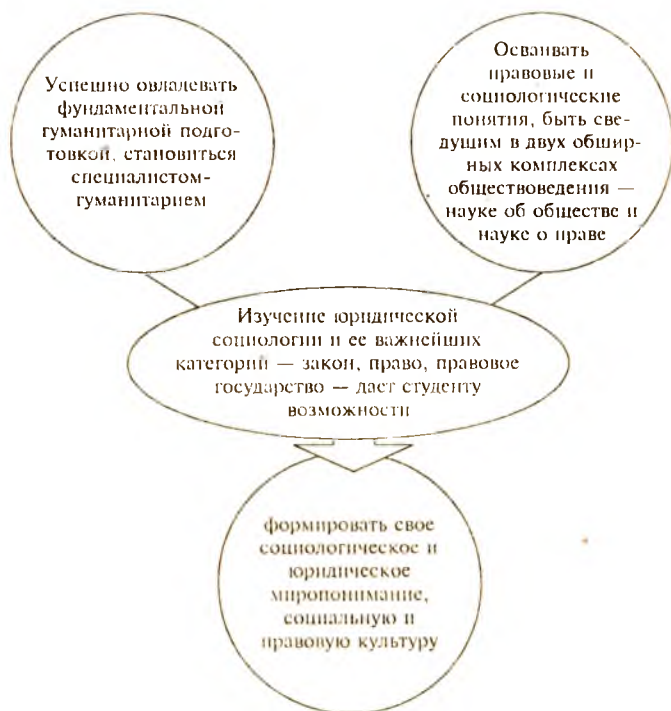 Успешно овладевать
фундаментальной
гуманитарной подго-
товкой, становиться
специалистом-
гуманитарием
Осваивать
правовые и
социологические
понятия, быть све-
дущим в двух обшир-
ных комплексах
обществоведения —
науке об обществе и
науке о праве
Изучение юридической
социологии и ее важнейших
категорий — закон, право, правовое
государство — дает студенту
возможности
формировать свое
социологическое и
юридическое
миропонимание,
социальную и
правовую культуру